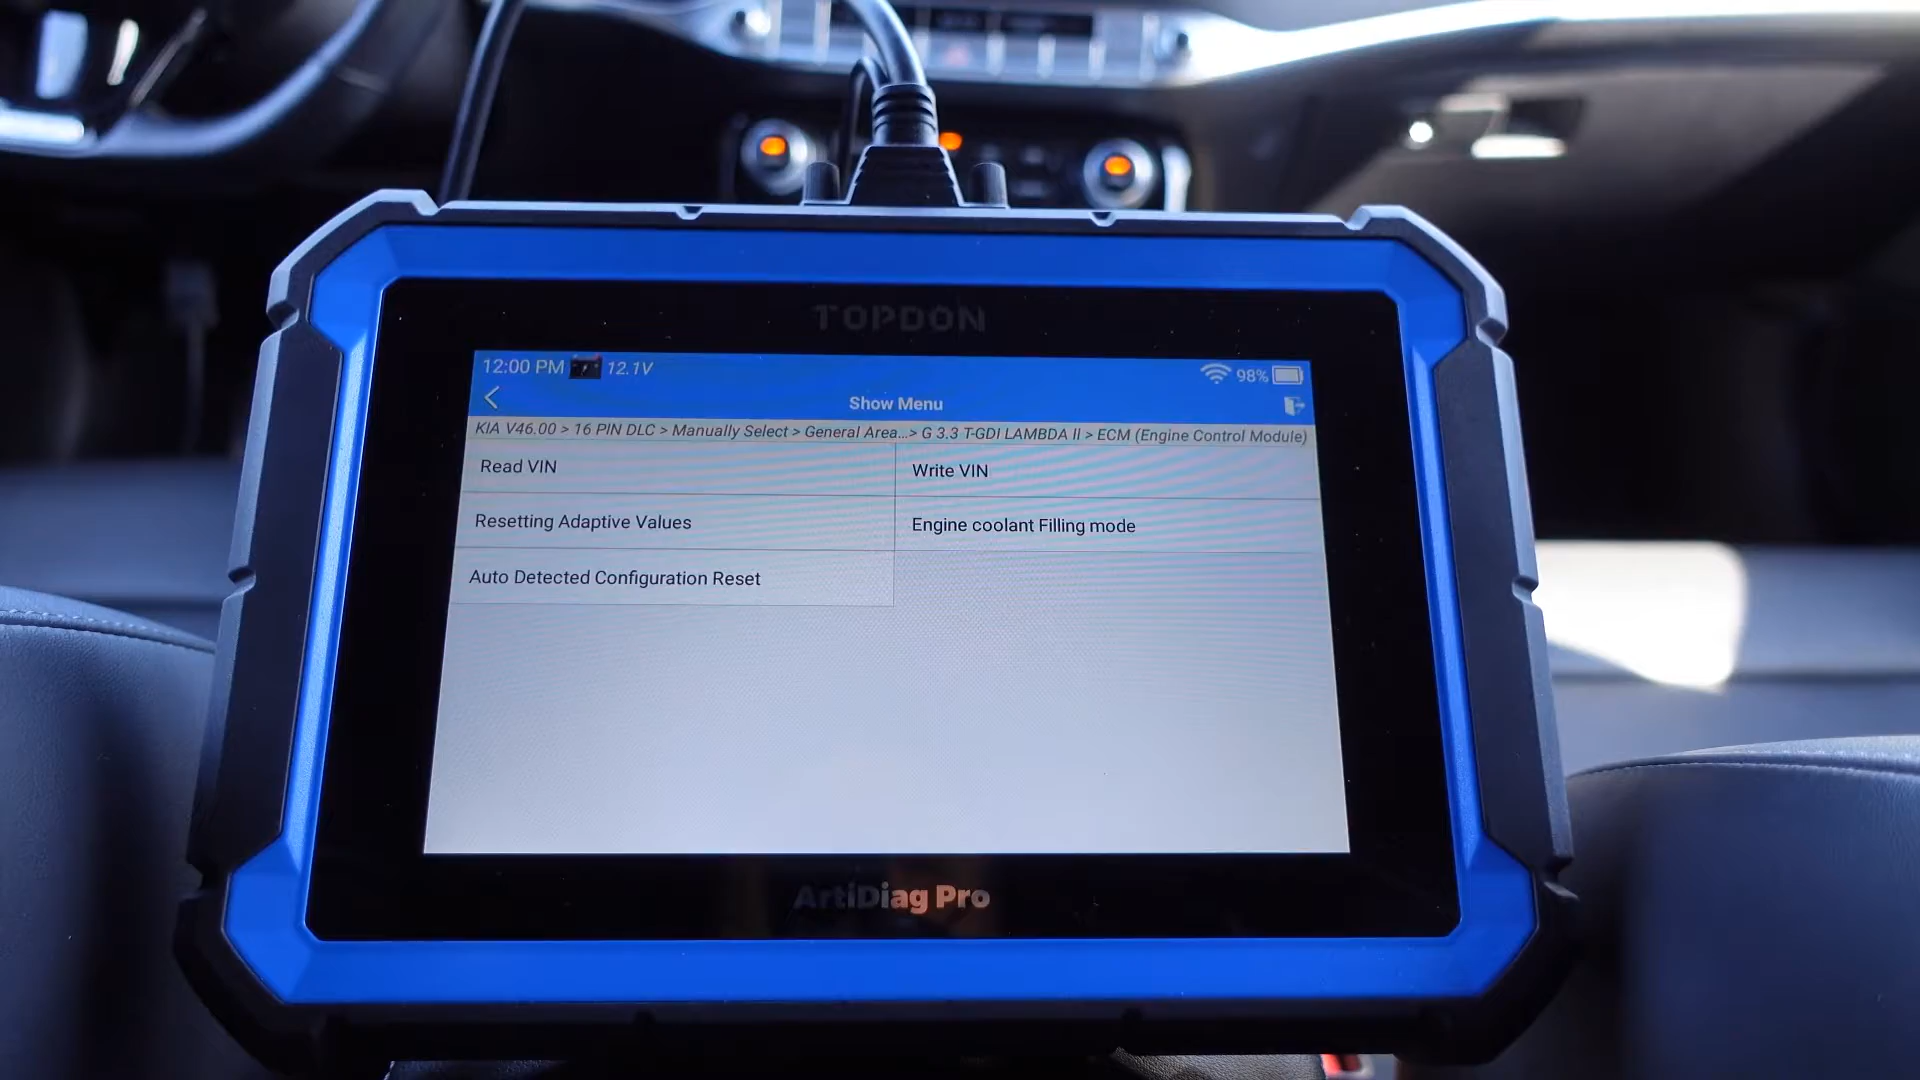 TOPDON
12:00 PM 12.1V 98%
Show Menu
KIA V46.00 > 16 PIN DLC > Manually Select > General Area...> G 3.3 T-GDI LAMBDA II > ECM (Engine Control Module)
Read VIN
Write VIN
Resetting Adaptive Values
Engine coolant Filling mode
Auto Detected Configuration Reset
ArtiDiag Pro